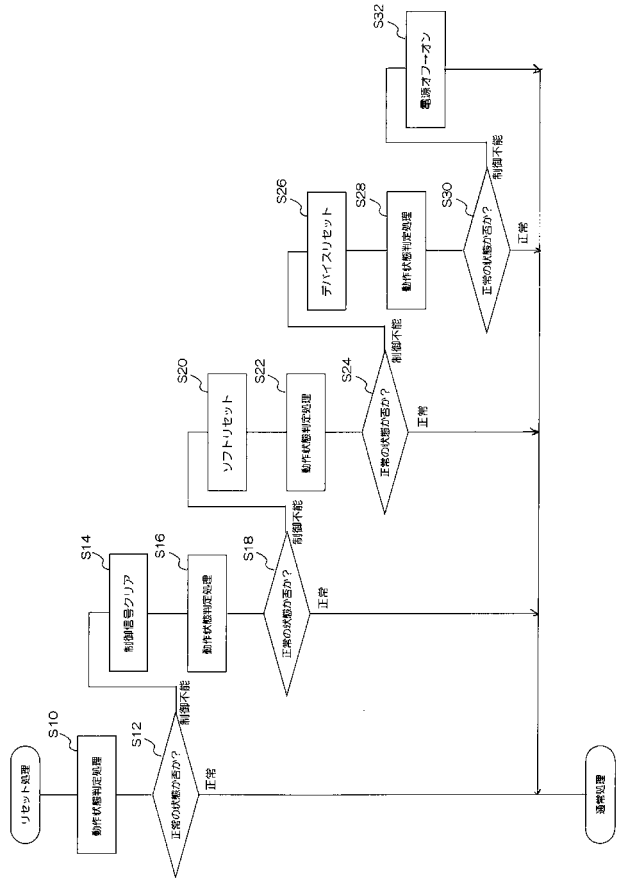 リセット処理
S10
動作状態判定処理
S12
正常の状態か否か?
制御不能
正常
S14
制御信号クリア
S16
動作状態判定処理
S18
正常の状態か否か?
制御不能
正常
S20
ソフトリセット
S22
動作状態判定処理
S24
正常の状態か否か?
制御不能
正常
S26
デバイスリセット
S28
動作状態判定処理
S30
正常の状態か否か?
制御不能
正常
S32
電源オフ→オン
通常処理